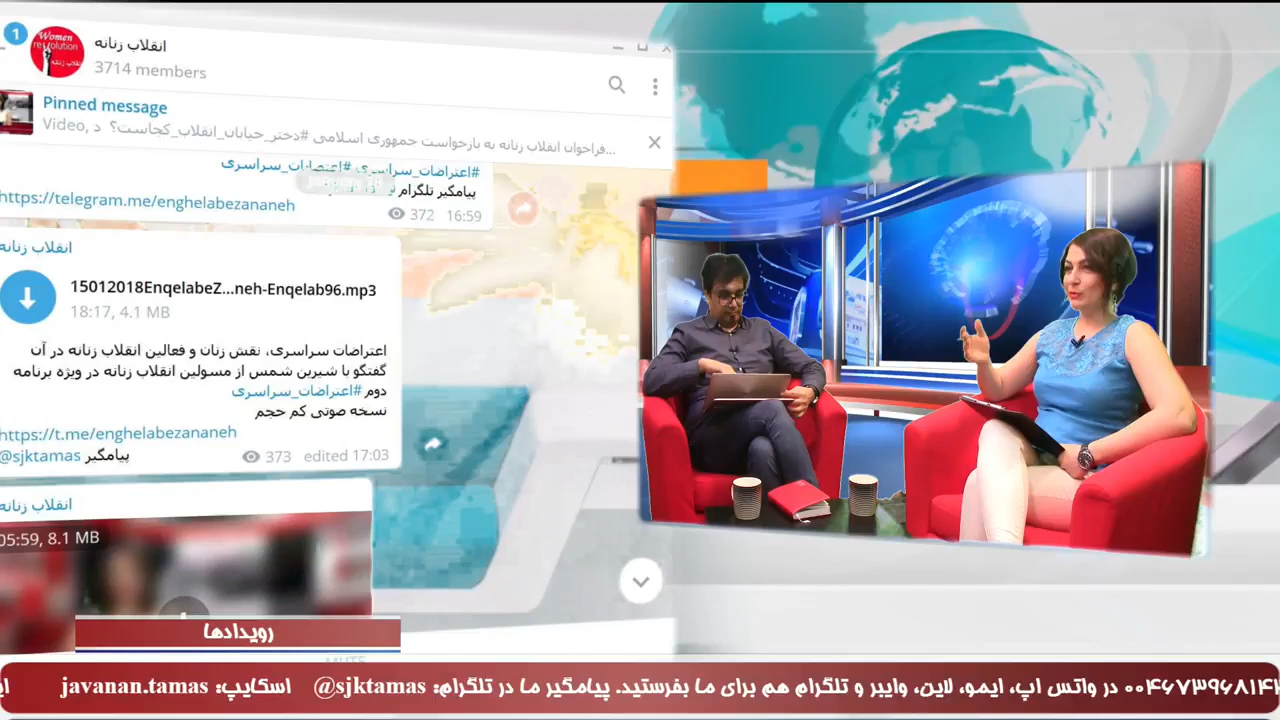 1
Women
revolution
انقلاب زنانه
انقلاب زنانه
3714 members
Pinned message
Video, فراخوان انقلاب زنانه به بازخواست جمهوری اسلامی #دختر_خیابان_انقلاب_کجاست؟ د...
#اعتراضات_سراسری #اعتصابات_سراسری
پیامگیر تلگرام
https://telegram.me/enghelabezananeh
372 16:59
انقلاب زنانه
15012018EnqelabeZ...neh-Enqelab96.mp3
18:17, 4.1 MB
اعتراضات سراسری، نقش زنان و فعالین انقلاب زنانه در آن
گفتگو با شیرین شمس از مسولین انقلاب زنانه در ویژه برنامه
دوم #اعتراضات_سراسری
نسخه صوتی کم حجم
https://t.me/enghelabezananeh
@sjktamas پیامگیر
373 edited 17:03
انقلاب زنانه
05:59, 8.1 MB
رویدادها
MUTE
در واتس اپ، ایمو، لاین، وایبر و تلگرام هم برای ما بفرستید. پیامگیر ما در تلگرام: @sjktamas اسکایپ: javanan.tamas